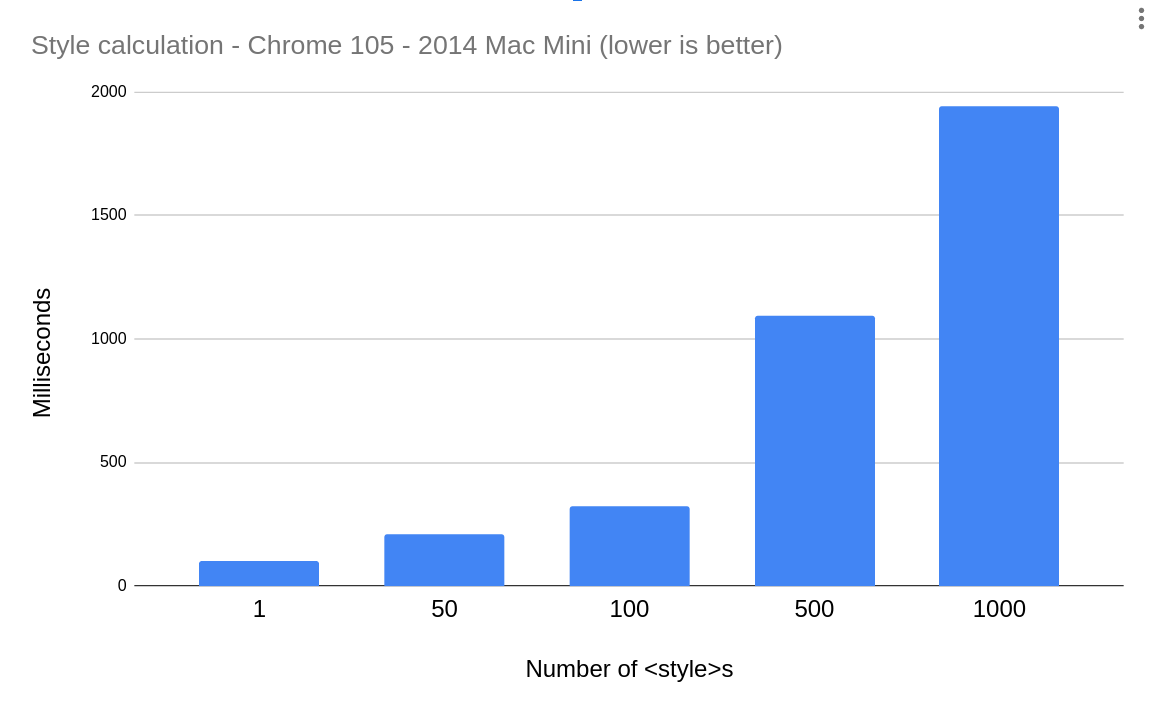 Style calculation - Chrome 105 - 2014 Mac Mini (lower is better)
2000
1500
1000
500
0
Milliseconds
1 50 100 500 1000
Number of <style>s